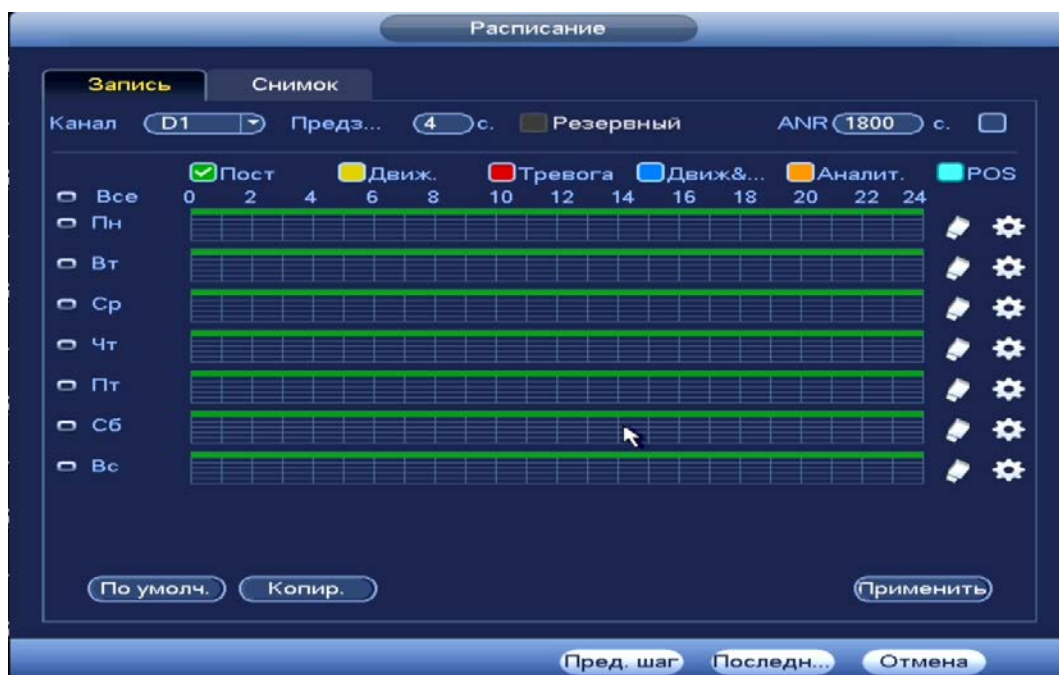 Расписание
Запись Снимок
Канал D1 Предз... 4 с. Резервный ANR 1800 с.
Пост Движ. Тревога Движ&... Аналит. POS
Все 0 2 4 6 8 10 12 14 16 18 20 22 24
Пн
Вт
Ср
Чт
Пт
Сб
Вс
По умолч. Копир. Применить
Пред. шаг Последн... Отмена